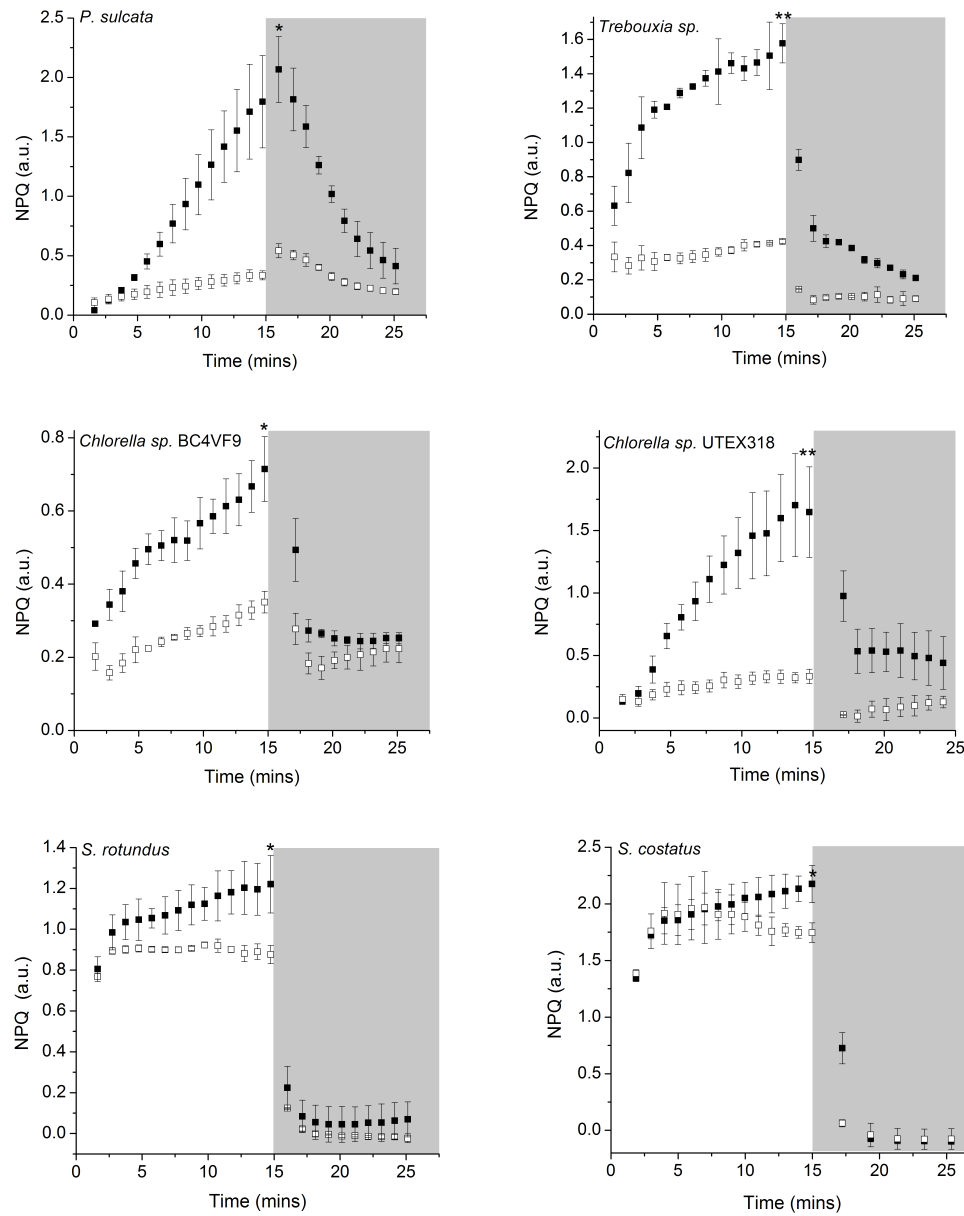 P. sulcata
*
2.5
2.0
1.5
1.0
0.5
0.0
NPQ (a.u.)
0 5 10 15 20 25
Time (mins)
Trebouxia sp.
**
1.6
1.4
1.2
1.0
0.8
0.6
0.4
0.2
0.0
NPQ (a.u.)
0 5 10 15 20 25
Time (mins)
Chlorella sp. BC4VF9
*
0.8
0.6
0.4
0.2
0.0
NPQ (a.u.)
0 5 10 15 20 25
Time (mins)
Chlorella sp. UTEX318
**
2.0
1.5
1.0
0.5
0.0
NPQ (a.u.)
0 5 10 15 20 25
Time (mins)
S. rotundus
*
1.4
1.2
1.0
0.8
0.6
0.4
0.2
0.0
NPQ (a.u.)
0 5 10 15 20 25
Time (mins)
S. costatus
*
2.5
2.0
1.5
1.0
0.5
0.0
NPQ (a.u.)
0 5 10 15 20 25
Time (mins)